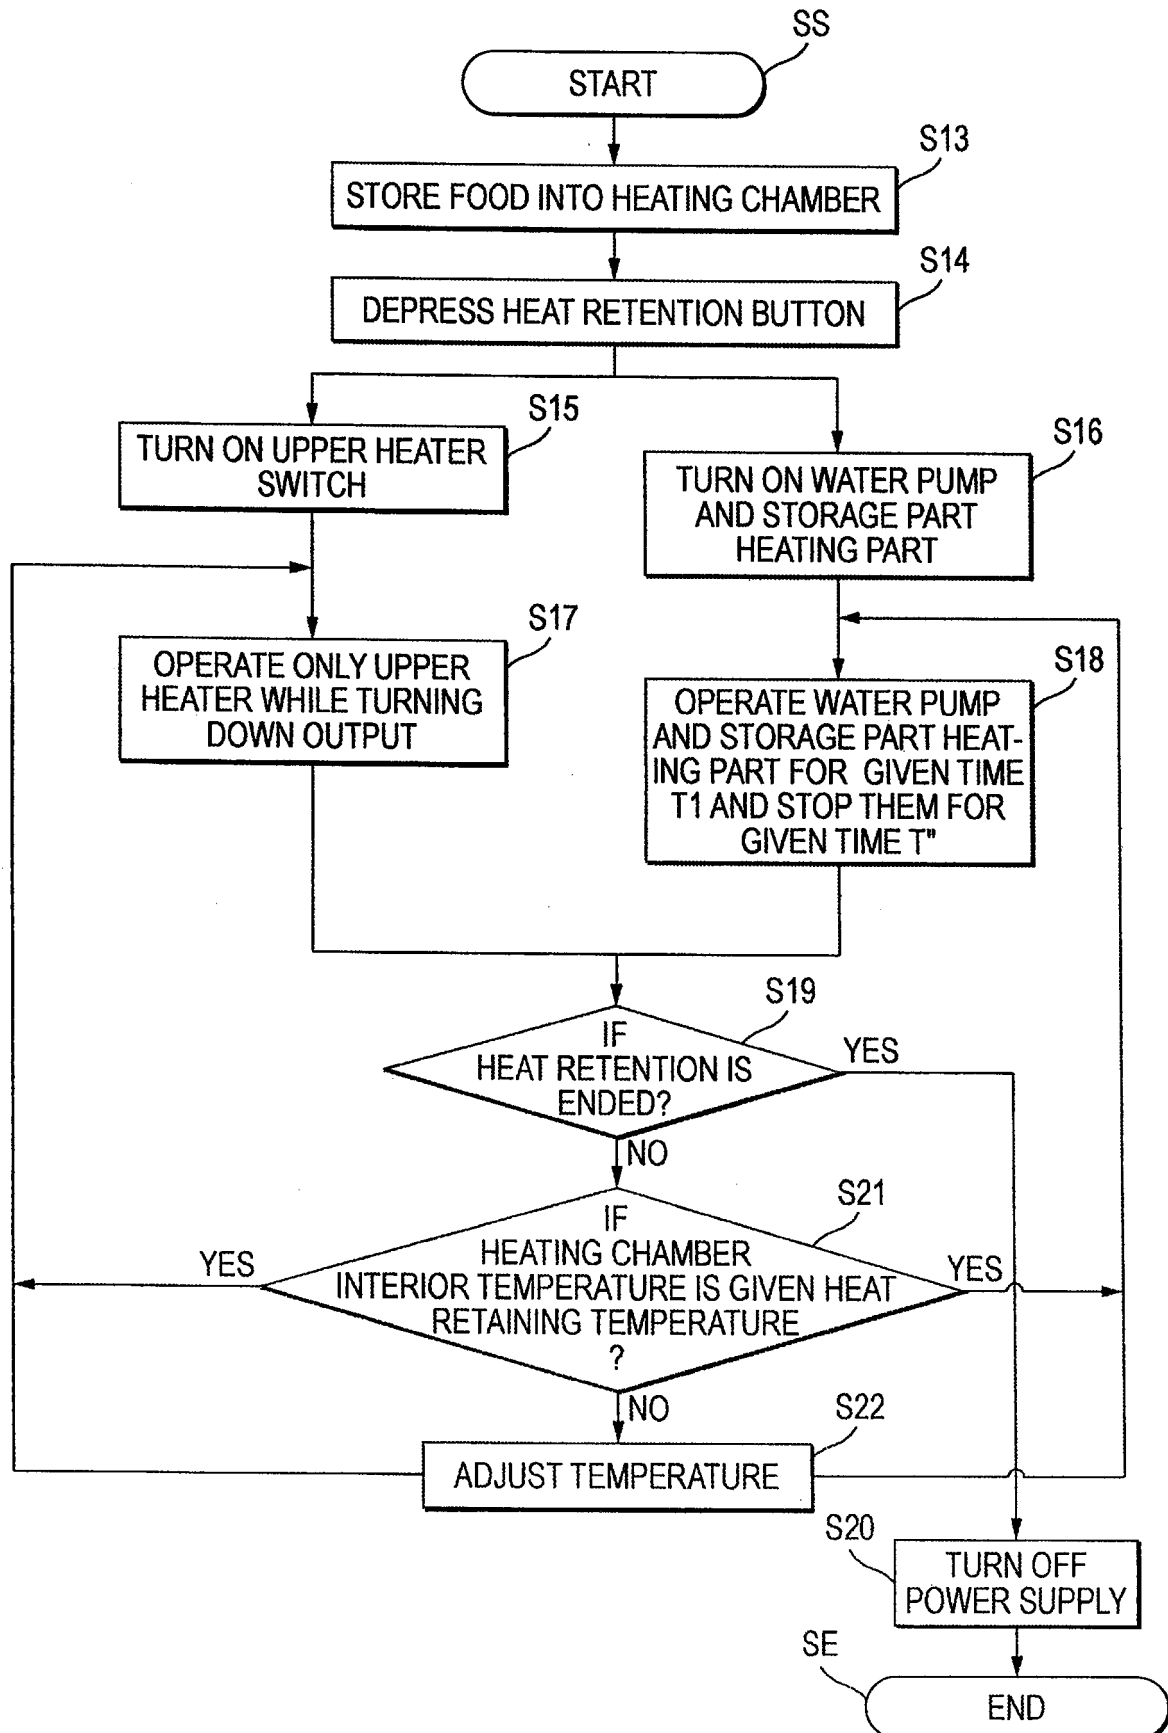 SS
START
S13
STORE FOOD INTO HEATING CHAMBER
S14
DEPRESS HEAT RETENTION BUTTON
S15
TURN ON UPPER HEATER
SWITCH
S16
TURN ON WATER PUMP
AND STORAGE PART
HEATING PART
S17
OPERATE ONLY UPPER
HEATER WHILE TURNING
DOWN OUTPUT
S18
OPERATE WATER PUMP
AND STORAGE PART HEAT-
ING PART FOR GIVEN TIME
T1 AND STOP THEM FOR
GIVEN TIME T"
S19
IF
HEAT RETENTION IS
ENDED?
YES
NO
S21
IF
HEATING CHAMBER
INTERIOR TEMPERATURE IS GIVEN HEAT
RETAINING TEMPERATURE
?
YES
YES
NO
S22
ADJUST TEMPERATURE
S20
TURN OFF
POWER SUPPLY
SE
END